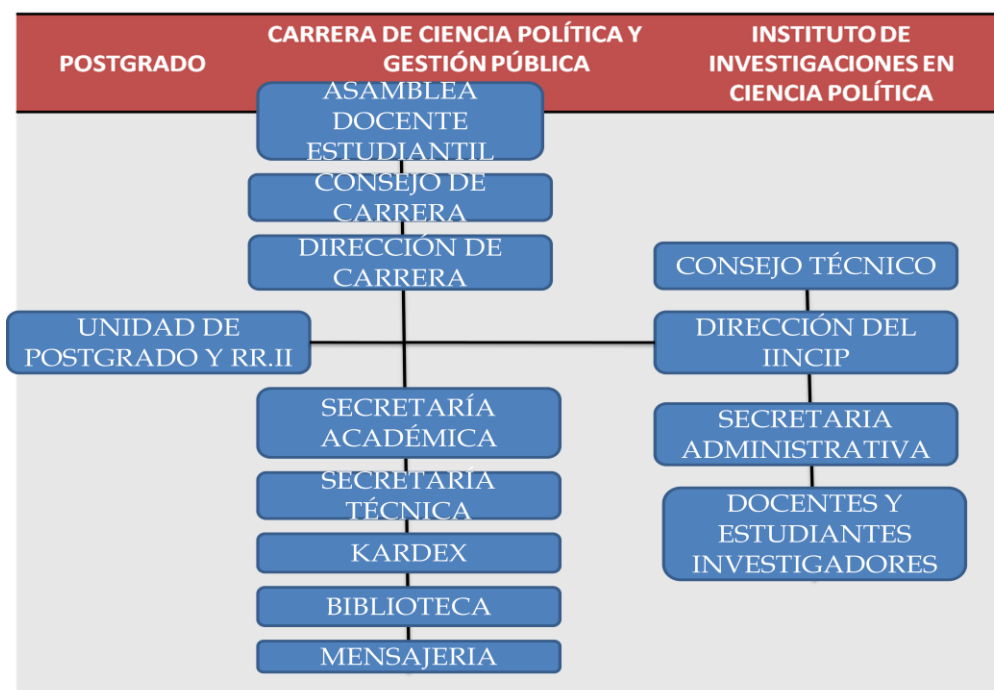 POSTGRADO
CARRERA DE CIENCIA POLÍTICA Y
GESTIÓN PÚBLICA
INSTITUTO DE
INVESTIGACIONES EN
CIENCIA POLÍTICA
ASAMBLEA
DOCENTE
ESTUDIANTIL
CONSEJO DE
CARRERA
DIRECCIÓN DE
CARRERA
CONSEJO TÉCNICO
UNIDAD DE
POSTGRADO Y RR.II
DIRECCIÓN DEL
IINCIP
SECRETARÍA
ACADÉMICA
SECRETARIA
ADMINISTRATIVA
SECRETARÍA
TÉCNICA
DOCENTES Y
ESTUDIANTES
INVESTIGADORES
KARDEX
BIBLIOTECA
MENSAJERIA